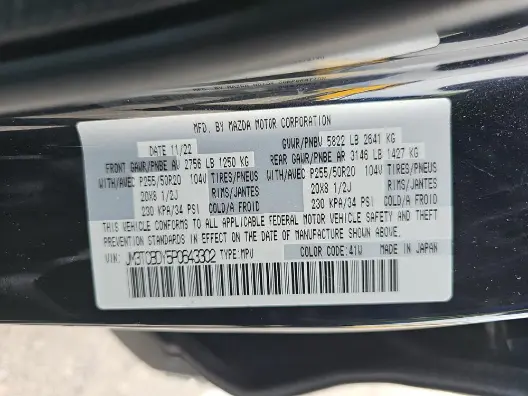 MFD. BY MAZDA MOTOR CORPORATION
DATE 11/22 GVWR/PNBV 5822 LB 2641 KG
FRONT GAWR/PNBE AV 2756 LB 1250 KG REAR GAWR/PNBE AR 3146 LB 1427 KG
WITH/AVEC P255/50R20 104V TIRES/PNEUS WITH/AVEC P255/50R20 104V TIRES/PNEUS
20X8 1/2J RIMS/JANTES 20X8 1/2J RIMS/JANTES
230 KPA/34 PSI COLD/A FROID 230 KPA/34 PSI COLD/A FROID
THIS VEHICLE CONFORMS TO ALL APPLICABLE FEDERAL MOTOR VEHICLE SAFETY AND THEFT
PREVENTION STANDARDS IN EFFECT ON THE DATE OF MANUFACTURE SHOWN ABOVE.
VIN: JM3TCBDY5P0643302 TYPE:MPV COLOR CODE:41W MADE IN JAPAN